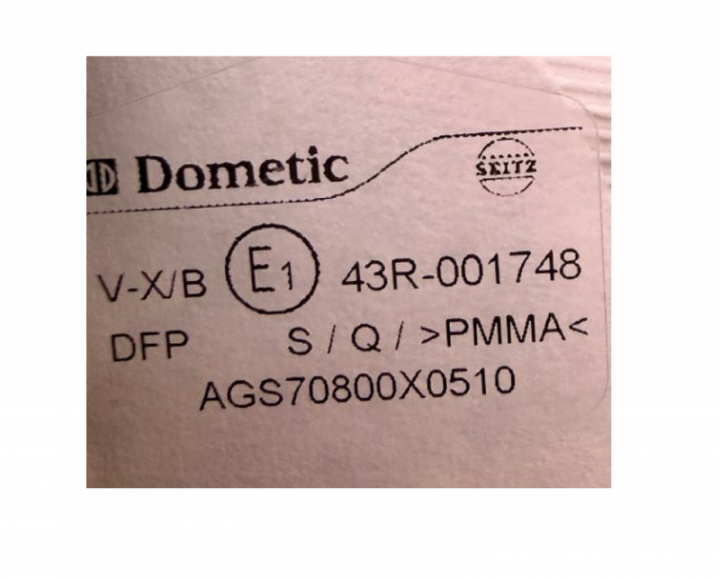 Dometic
SEITZ
V-X/B E1 43R-001748
DFP S / Q / >PMMA<
AGS70800X0510